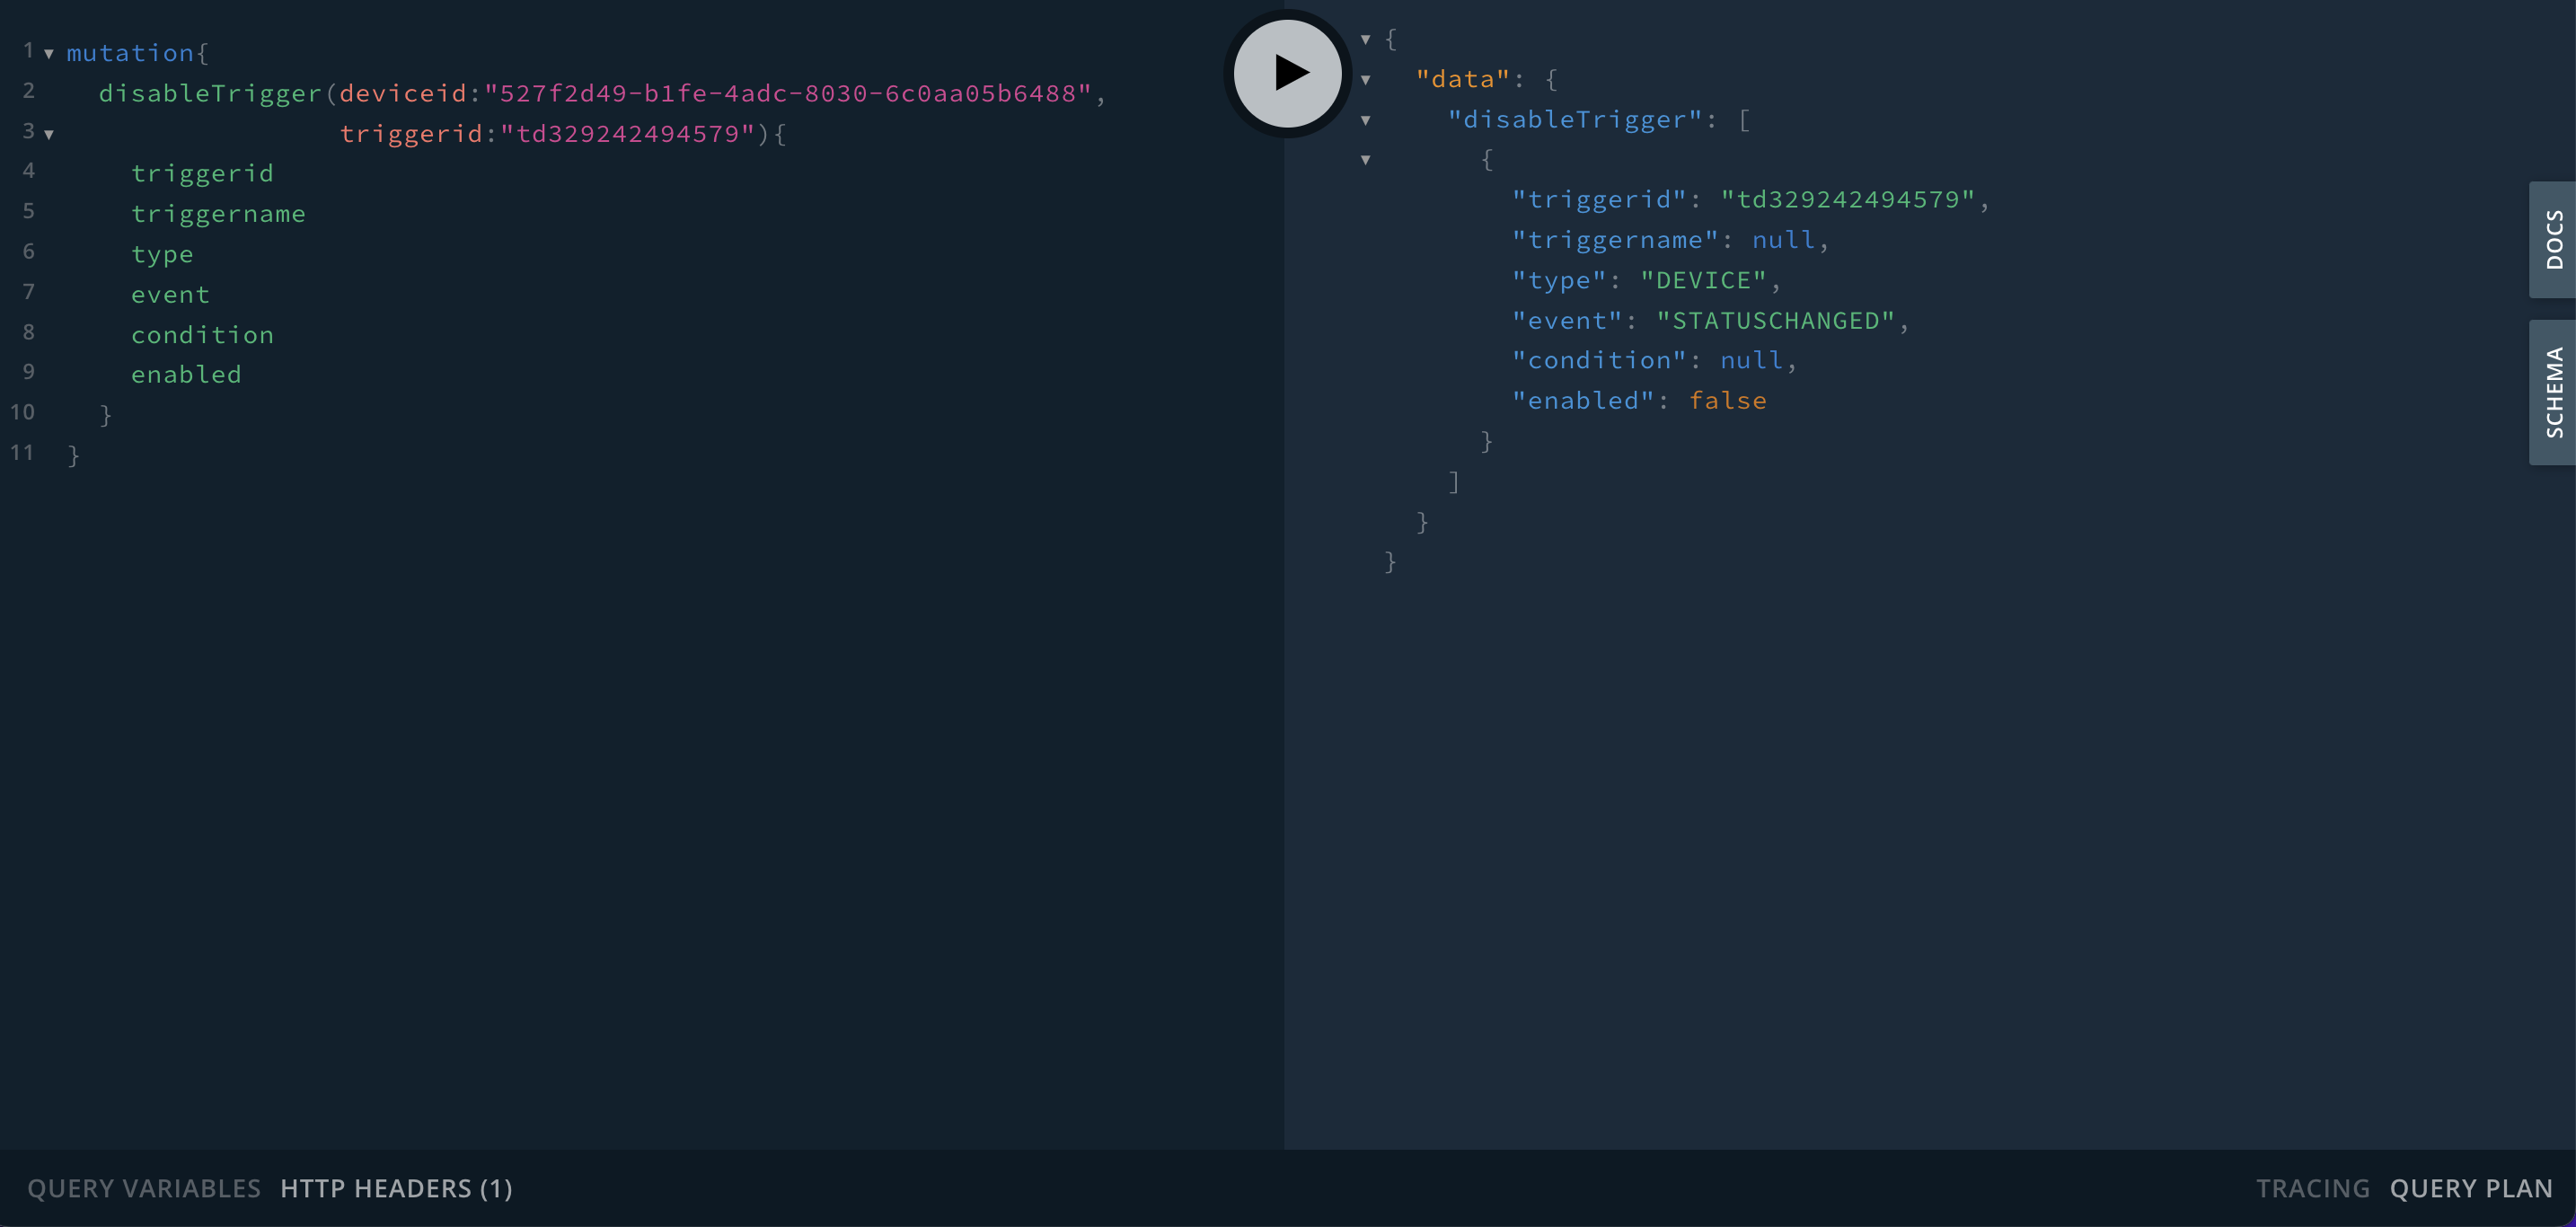 1 mutation{
2 disableTrigger(deviceid:"527f2d49-b1fe-4adc-8030-6c0aa05b6488",
3 triggerid:"td329242494579"){
4 triggerid
5 triggername
6 type
7 event
8 condition
9 enabled
10 }
11 }
{
"data": {
"disableTrigger": [
{
"triggerid": "td329242494579",
"triggername": null,
"type": "DEVICE",
"event": "STATUSCHANGED",
"condition": null,
"enabled": false
}
]
}
}
DOCS
SCHEMA
QUERY VARIABLES HTTP HEADERS (1)
TRACING QUERY PLAN